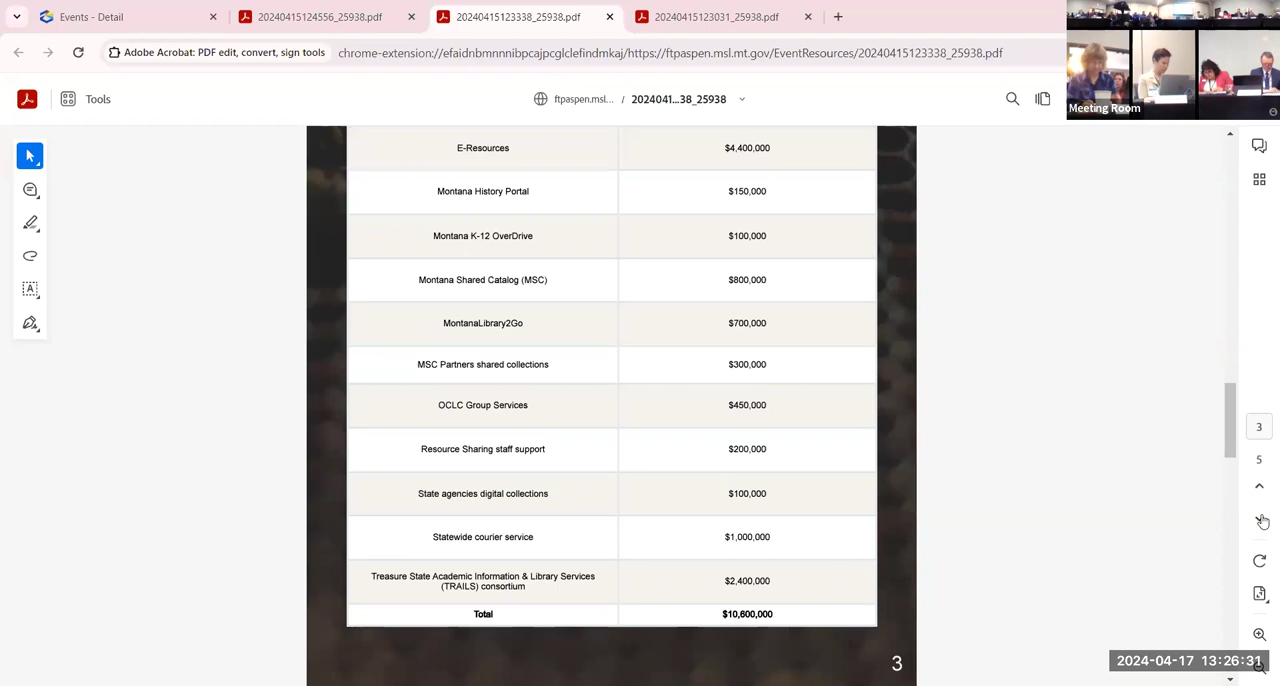 Events - Detail
20240415124556_25938.pdf
20240415123338_25938.pdf
20240415123031_25938.pdf
Adobe Acrobat: PDF edit, convert, sign tools
chrome-extension://efaidnbmnnnibpcajpcglclefindmkaj/https://ftpaspen.msl.mt.gov/EventResources/20240415123338_25938.pdf
Meeting Room
Tools
ftpaspen.msl... / 2024041...38_25938
E-Resources $4,400,000
Montana History Portal $150,000
Montana K-12 OverDrive $100,000
Montana Shared Catalog (MSC) $800,000
MontanaLibrary2Go $700,000
MSC Partners shared collections $300,000
OCLC Group Services $450,000
Resource Sharing staff support $200,000
State agencies digital collections $100,000
Statewide courier service $1,000,000
Treasure State Academic Information & Library Services
(TRAILS) consortium $2,400,000
Total $10,600,000
3
3
5
2024-04-17 13:26:31